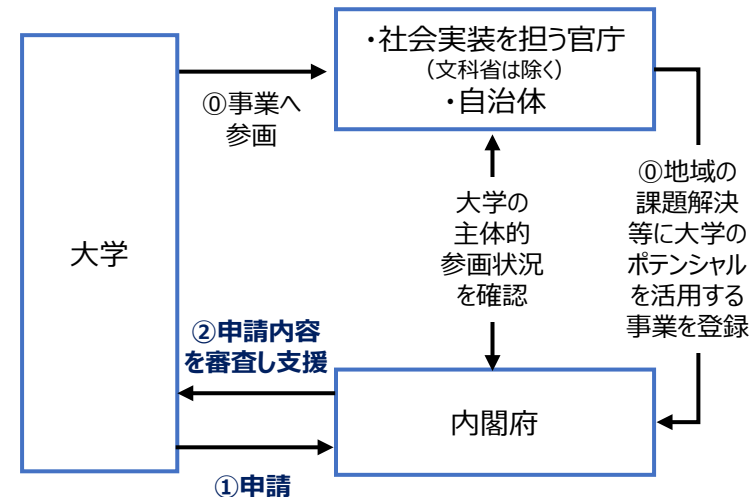 ・社会実装を担う官庁
（文科省は除く）
・自治体
⓪事業へ
参画
大学
大学の
主体的
参画状況
を確認
⓪地域の
課題解決
等に大学の
ポテンシャル
を活用する
事業を登録
②申請内容
を審査し支援
内閣府
①申請